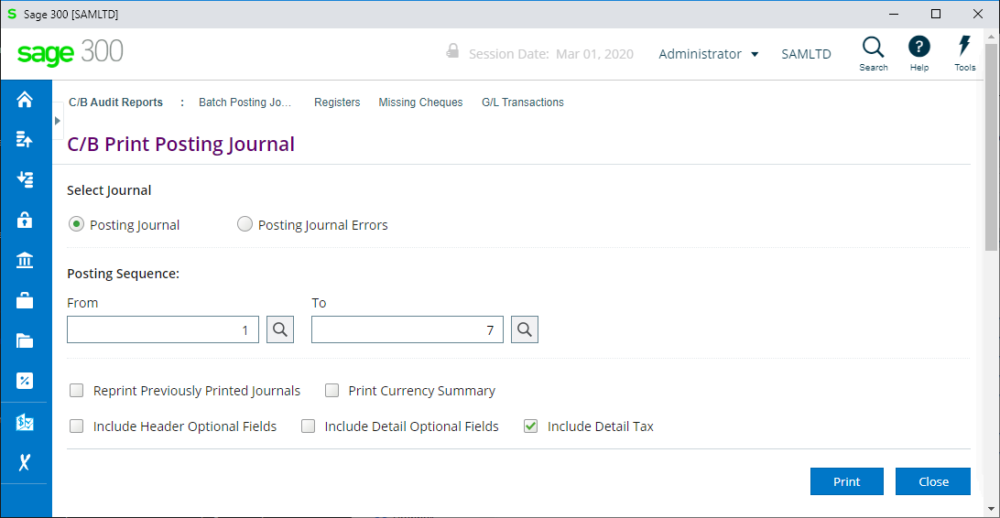 S Sage 300 [SAMLTD]
sage 300 Session Date: Mar 01, 2020 Administrator SAMLTD Search Help Tools
C/B Audit Reports : Batch Posting Jo... Registers Missing Cheques G/L Transactions
C/B Print Posting Journal
Select Journal
Posting Journal Posting Journal Errors
Posting Sequence:
From To
1 7
Reprint Previously Printed Journals Print Currency Summary
Include Header Optional Fields Include Detail Optional Fields Include Detail Tax
Print Close